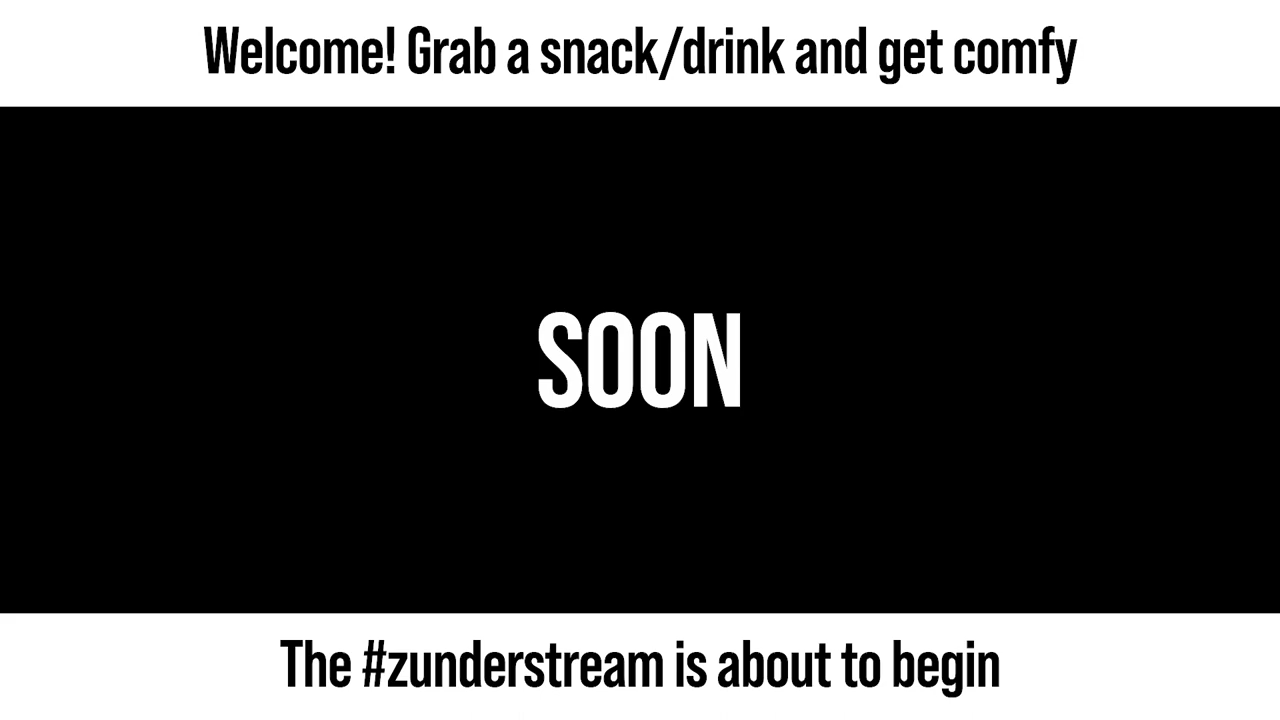 Welcome! Grab a snack/drink and get comfy
SOON
The #zunderstream is about to begin